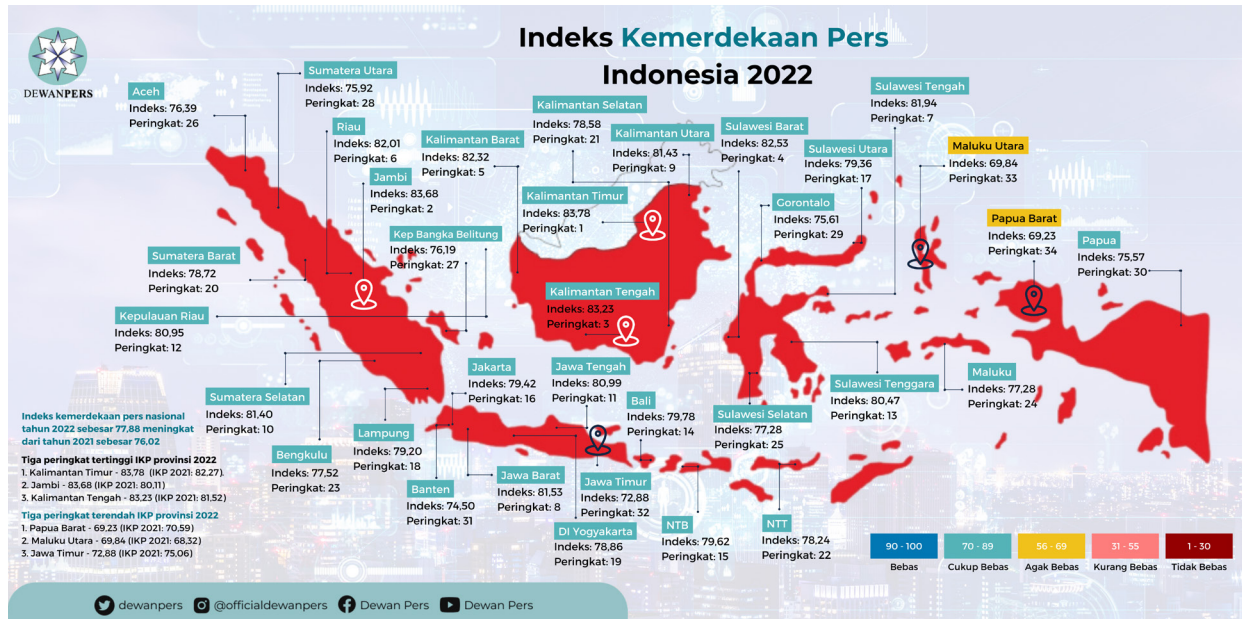 Indeks Kemerdekaan Pers
Indonesia 2022
DEWANPERS
Aceh
Indeks: 76,39
Peringkat: 26
Sumatera Utara
Indeks: 75,92
Peringkat: 28
Riau
Indeks: 82,01
Peringkat: 6
Jambi
Indeks: 83,68
Peringkat: 2
Kep Bangka Belitung
Indeks: 76,19
Peringkat: 27
Sumatera Barat
Indeks: 78,72
Peringkat: 20
Kepulauan Riau
Indeks: 80,95
Peringkat: 12
Sumatera Selatan
Indeks: 81,40
Peringkat: 10
Bengkulu
Indeks: 77,52
Peringkat: 23
Lampung
Indeks: 79,20
Peringkat: 18
Kalimantan Barat
Indeks: 82,32
Peringkat: 5
Kalimantan Selatan
Indeks: 78,58
Peringkat: 21
Kalimantan Utara
Indeks: 81,43
Peringkat: 9
Kalimantan Timur
Indeks: 83,78
Peringkat: 1
Kalimantan Tengah
Indeks: 83,23
Peringkat: 3
Sulawesi Barat
Indeks: 82,53
Peringkat: 4
Sulawesi Utara
Indeks: 79,36
Peringkat: 17
Gorontalo
Indeks: 75,61
Peringkat: 29
Sulawesi Tengah
Indeks: 81,94
Peringkat: 7
Maluku Utara
Indeks: 69,84
Peringkat: 33
Papua Barat
Indeks: 69,23
Peringkat: 34
Papua
Indeks: 75,57
Peringkat: 30
Maluku
Indeks: 77,28
Peringkat: 24
Sulawesi Tenggara
Indeks: 80,47
Peringkat: 13
Sulawesi Selatan
Indeks: 77,28
Peringkat: 25
Jakarta
Indeks: 79,42
Peringkat: 16
Jawa Tengah
Indeks: 80,99
Peringkat: 11
Bali
Indeks: 79,78
Peringkat: 14
Banten
Indeks: 74,50
Peringkat: 31
Jawa Barat
Indeks: 81,53
Peringkat: 8
Jawa Timur
Indeks: 72,88
Peringkat: 32
DI Yogyakarta
Indeks: 78,86
Peringkat: 19
NTB
Indeks: 79,62
Peringkat: 15
NTT
Indeks: 78,24
Peringkat: 22
Indeks kemerdekaan pers nasional
tahun 2022 sebesar 77,88 meningkat
dari tahun 2021 sebesar 76,02
Tiga peringkat tertinggi IKP provinsi 2022
1. Kalimantan Timur - 83,78 (IKP 2021: 82,27).
2. Jambi - 83,68 (IKP 2021: 80,11)
3. Kalimantan Tengah - 83,23 (IKP 2021: 81,52)
Tiga peringkat terendah IKP provinsi 2022
1. Papua Barat - 69,23 (IKP 2021: 70,59)
2. Maluku Utara - 69,84 (IKP 2021: 68,32)
3. Jawa Timur - 72,88 (IKP 2021: 75,06)
90 - 100
Bebas
70 - 89
Cukup Bebas
56 - 69
Agak Bebas
31 - 55
Kurang Bebas
1 - 30
Tidak Bebas
dewanpers
@officialdewanpers
Dewan Pers
Dewan Pers